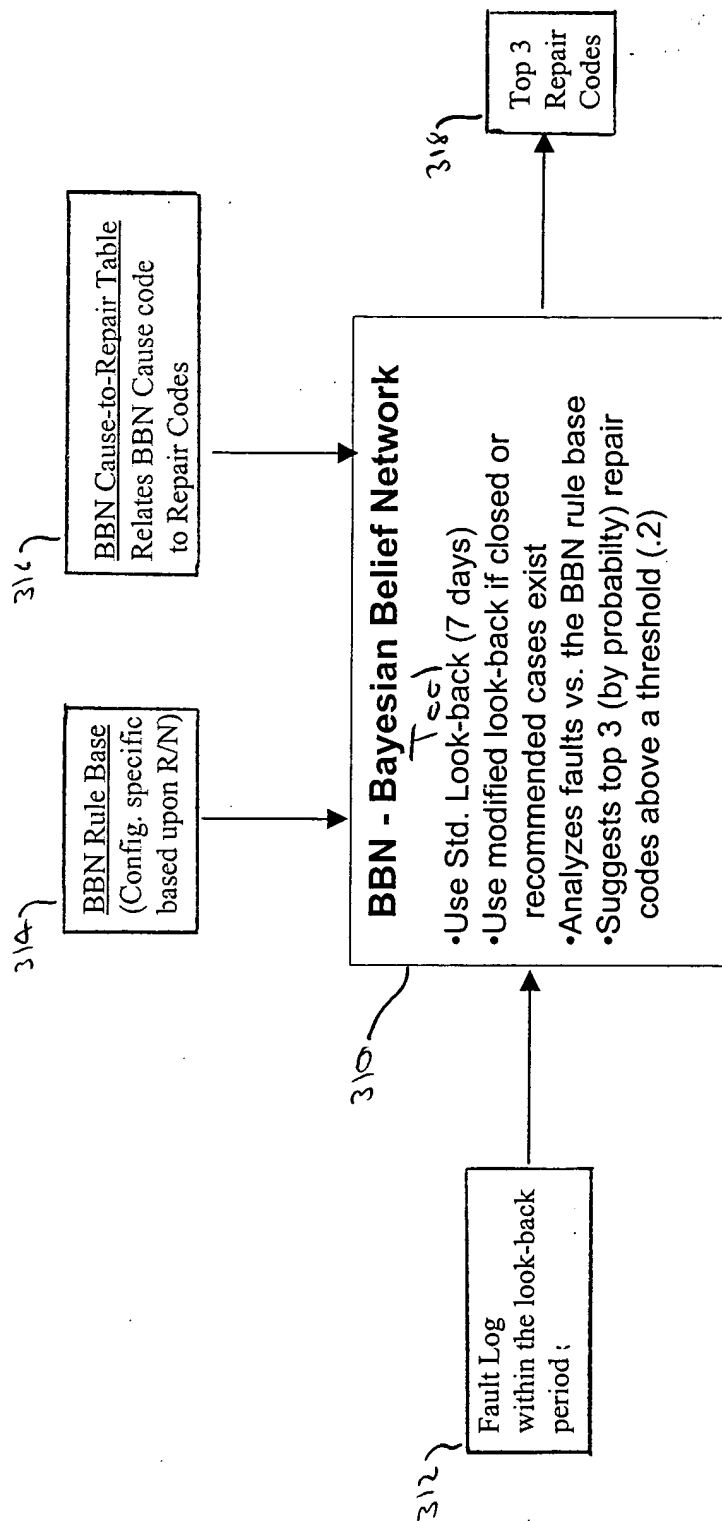 314
BBN Rule Base
(Config. specific
based upon R/N)
316
BBN Cause-to-Repair Table
Relates BBN Cause code
to Repair Codes
310
BBN - Bayesian Belief Network
Tool
•Use Std. Look-back (7 days)
•Use modified look-back if closed or
recommended cases exist
•Analyzes faults vs. the BBN rule base
•Suggests top 3 (by probabilty) repair
codes above a threshold (.2)
312
Fault Log
within the look-back
period
318
Top 3
Repair
Codes